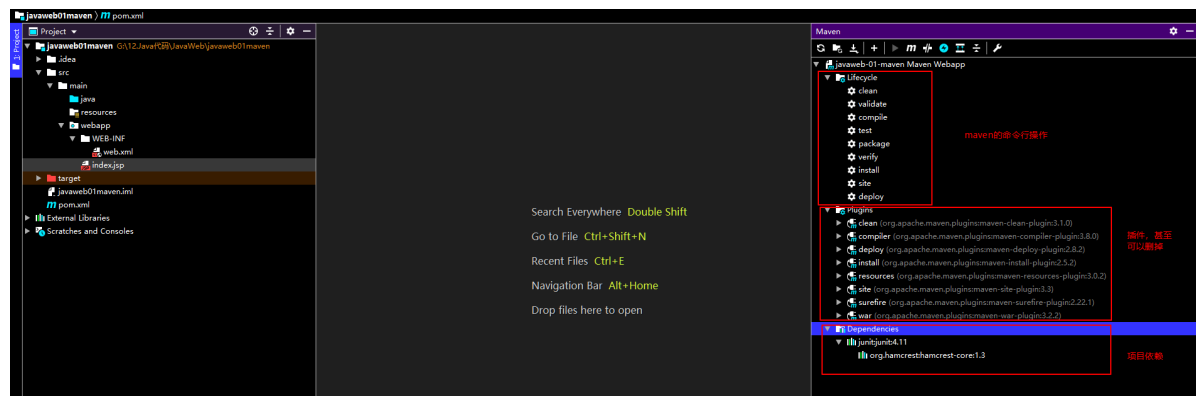 javaweb01maven 〉 m pom.xml
1: Project
Project
javaweb01maven G:\12.Java代码\JavaWeb\javaweb01maven
.idea
src
main
java
resources
webapp
WEB-INF
web.xml
index.jsp
target
javaweb01maven.iml
m pom.xml
External Libraries
Scratches and Consoles
Search Everywhere Double Shift
Go to File Ctrl+Shift+N
Recent Files Ctrl+E
Navigation Bar Alt+Home
Drop files here to open
Maven
m
javaweb-01-maven Maven Webapp
Lifecycle
clean
validate
compile
test
package
verify
install
site
deploy
maven的命令行操作
Plugins
clean (org.apache.maven.plugins:maven-clean-plugin:3.1.0)
compiler (org.apache.maven.plugins:maven-compiler-plugin:3.8.0)
deploy (org.apache.maven.plugins:maven-deploy-plugin:2.8.2)
install (org.apache.maven.plugins:maven-install-plugin:2.5.2)
resources (org.apache.maven.plugins:maven-resources-plugin:3.0.2)
site (org.apache.maven.plugins:maven-site-plugin:3.3)
surefire (org.apache.maven.plugins:maven-surefire-plugin:2.22.1)
war (org.apache.maven.plugins:maven-war-plugin:3.2.2)
插件，甚至
可以删掉
Dependencies
junit:junit:4.11
org.hamcrest:hamcrest-core:1.3
项目依赖